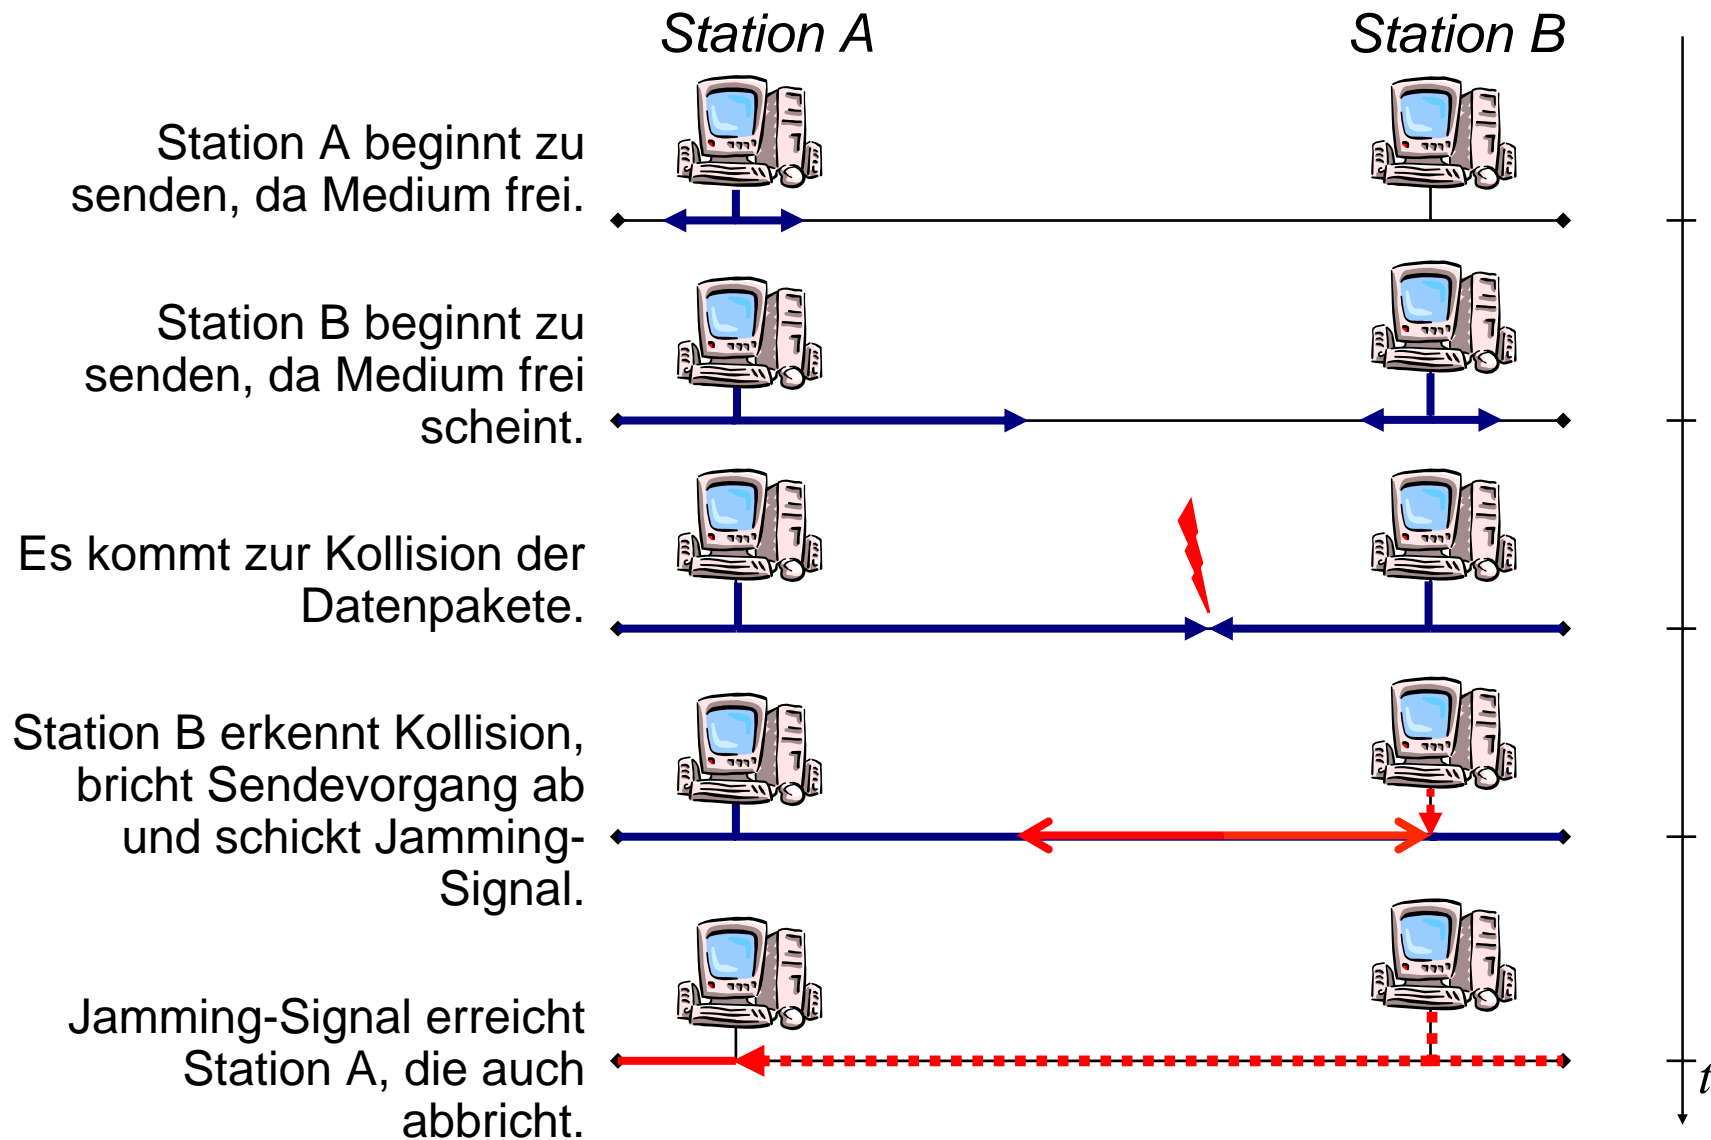 Station A
Station B
Station A beginnt zu
senden, da Medium frei.
Station B beginnt zu
senden, da Medium frei
scheint.
Es kommt zur Kollision der
Datenpakete.
Station B erkennt Kollision,
bricht Sendevorgang ab
und schickt Jamming-
Signal.
Jamming-Signal erreicht
Station A, die auch
abbricht.
t